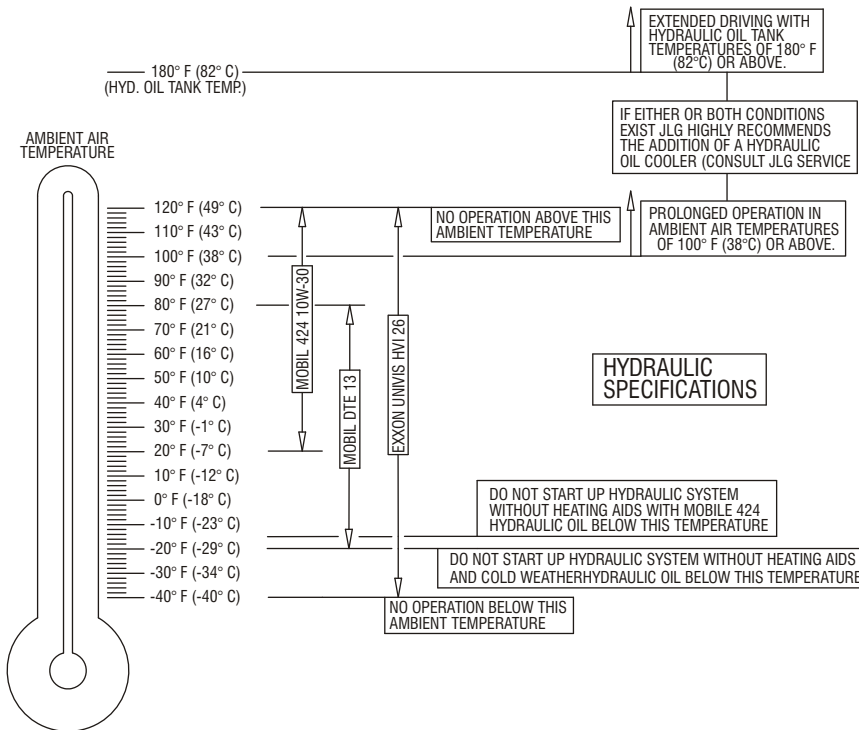 EXTENDED DRIVING WITH
HYDRAULIC OIL TANK
TEMPERATURES OF 180° F
(82°C) OR ABOVE.
180° F (82° C)
(HYD. OIL TANK TEMP.)
IF EITHER OR BOTH CONDITIONS
EXIST JLG HIGHLY RECOMMENDS
THE ADDITION OF A HYDRAULIC
OIL COOLER (CONSULT JLG SERVICE
AMBIENT AIR
TEMPERATURE
120° F (49° C)
110° F (43° C)
100° F (38° C)
90° F (32° C)
80° F (27° C)
70° F (21° C)
60° F (16° C)
50° F (10° C)
40° F (4° C)
30° F (-1° C)
20° F (-7° C)
10° F (-12° C)
0° F (-18° C)
-10° F (-23° C)
-20° F (-29° C)
-30° F (-34° C)
-40° F (-40° C)
MOBIL 424 10W-30
MOBIL DTE 13
EXXON UNIVIS HVI 26
NO OPERATION ABOVE THIS
AMBIENT TEMPERATURE
PROLONGED OPERATION IN
AMBIENT AIR TEMPERATURES
OF 100° F (38°C) OR ABOVE.
HYDRAULIC
SPECIFICATIONS
DO NOT START UP HYDRAULIC SYSTEM
WITHOUT HEATING AIDS WITH MOBILE 424
HYDRAULIC OIL BELOW THIS TEMPERATURE
DO NOT START UP HYDRAULIC SYSTEM WITHOUT HEATING AIDS
AND COLD WEATHERHYDRAULIC OIL BELOW THIS TEMPERATURE
NO OPERATION BELOW THIS
AMBIENT TEMPERATURE